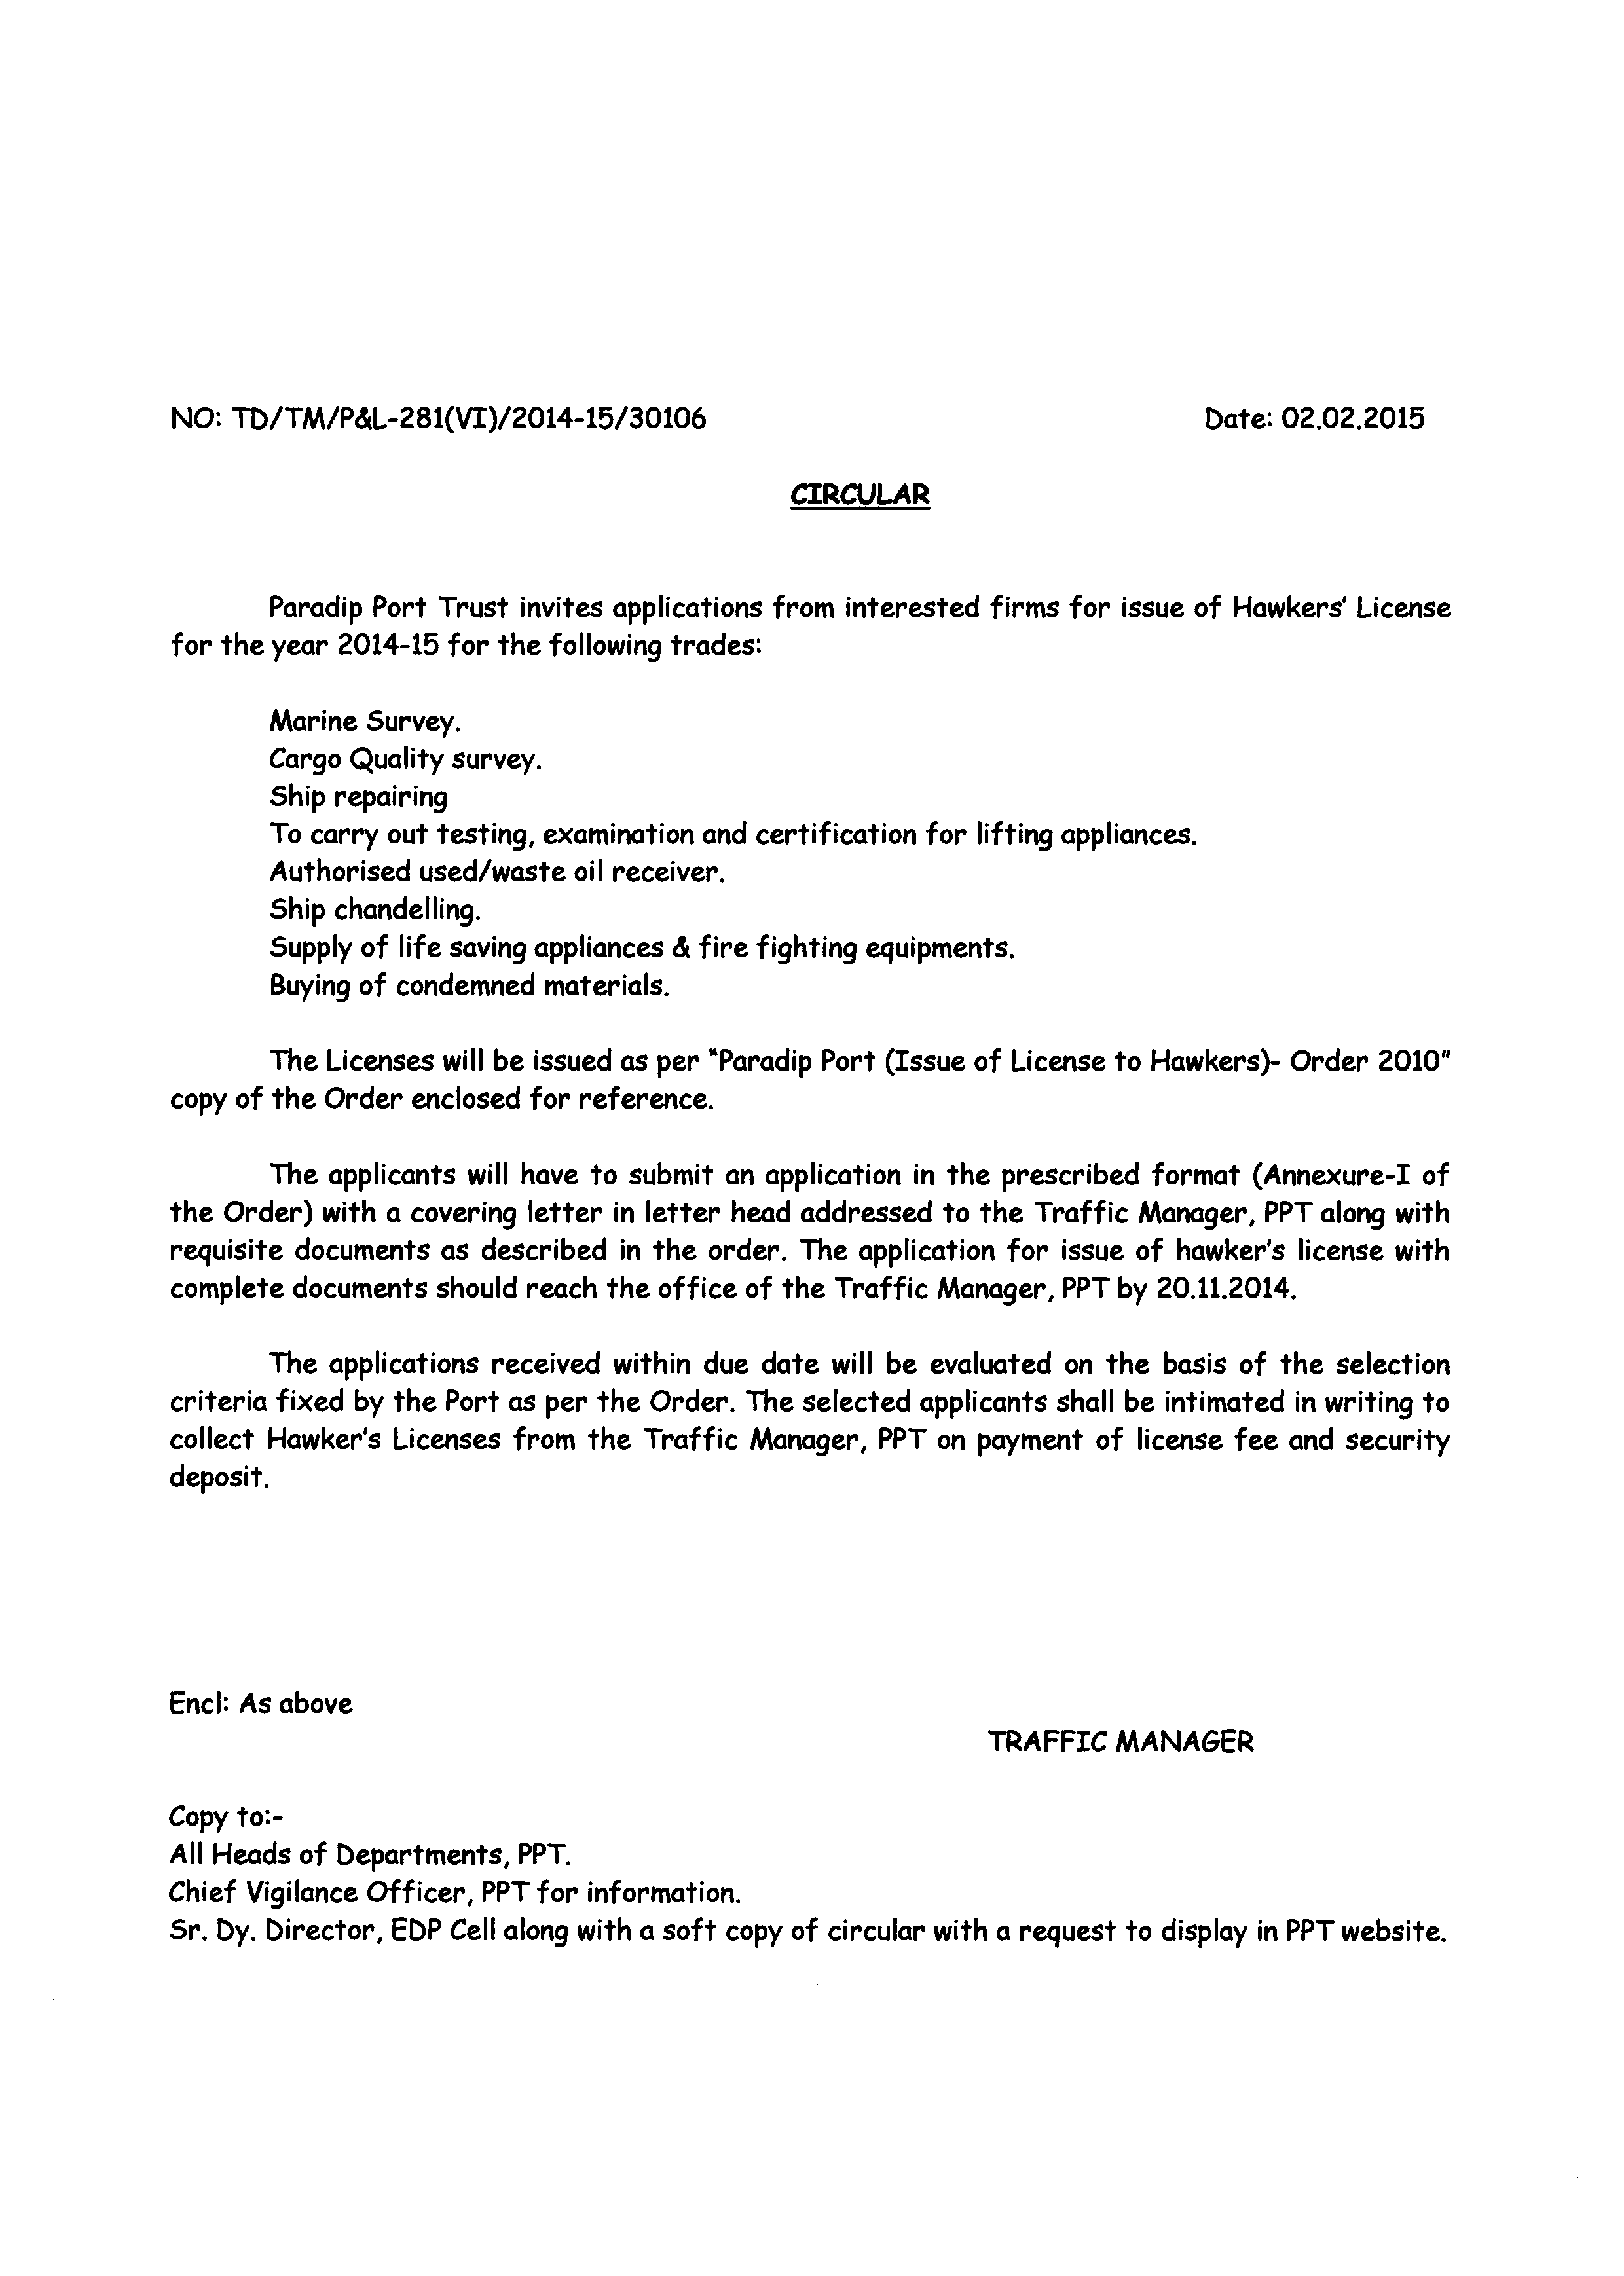 NO: TD/TM/P&L-281(VI)/2014-15/30106 Date: 02.02.2015
CIRCULAR
Paradip Port Trust invites applications from interested firms for issue of Hawkers' License
for the year 2014-15 for the following trades:
Marine Survey.
Cargo Quality survey.
Ship repairing
To carry out testing, examination and certification for lifting appliances.
Authorised used/waste oil receiver.
Ship chandelling.
Supply of life saving appliances & fire fighting equipments.
Buying of condemned materials.
The Licenses will be issued as per "Paradip Port (Issue of License to Hawkers)- Order 2010"
copy of the Order enclosed for reference.
The applicants will have to submit an application in the prescribed format (Annexure-I of
the Order) with a covering letter in letter head addressed to the Traffic Manager, PPT along with
requisite documents as described in the order. The application for issue of hawker's license with
complete documents should reach the office of the Traffic Manager, PPT by 20.11.2014.
The applications received within due date will be evaluated on the basis of the selection
criteria fixed by the Port as per the Order. The selected applicants shall be intimated in writing to
collect Hawker's Licenses from the Traffic Manager, PPT on payment of license fee and security
deposit.
Encl: As above
TRAFFIC MANAGER
Copy to:-
All Heads of Departments, PPT.
Chief Vigilance Officer, PPT for information.
Sr. Dy. Director, EDP Cell along with a soft copy of circular with a request to display in PPT website.